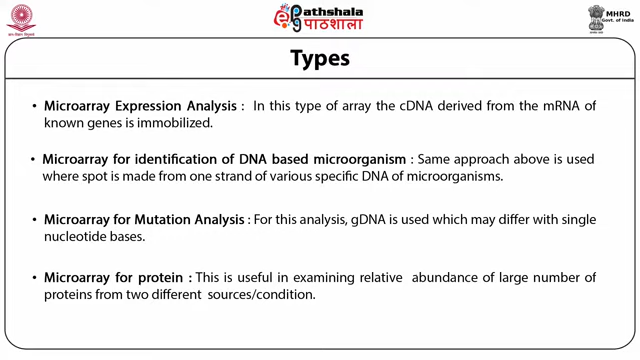 ePathshala
पाठशाला
MHRD
Govt. of India
Types
• Microarray Expression Analysis : In this type of array the cDNA derived from the mRNA of
known genes is immobilized.
• Microarray for identification of DNA based microorganism : Same approach above is used
where spot is made from one strand of various specific DNA of microorganisms.
• Microarray for Mutation Analysis : For this analysis, gDNA is used which may differ with single
nucleotide bases.
• Microarray for protein : This is useful in examining relative abundance of large number of
proteins from two different sources/condition.